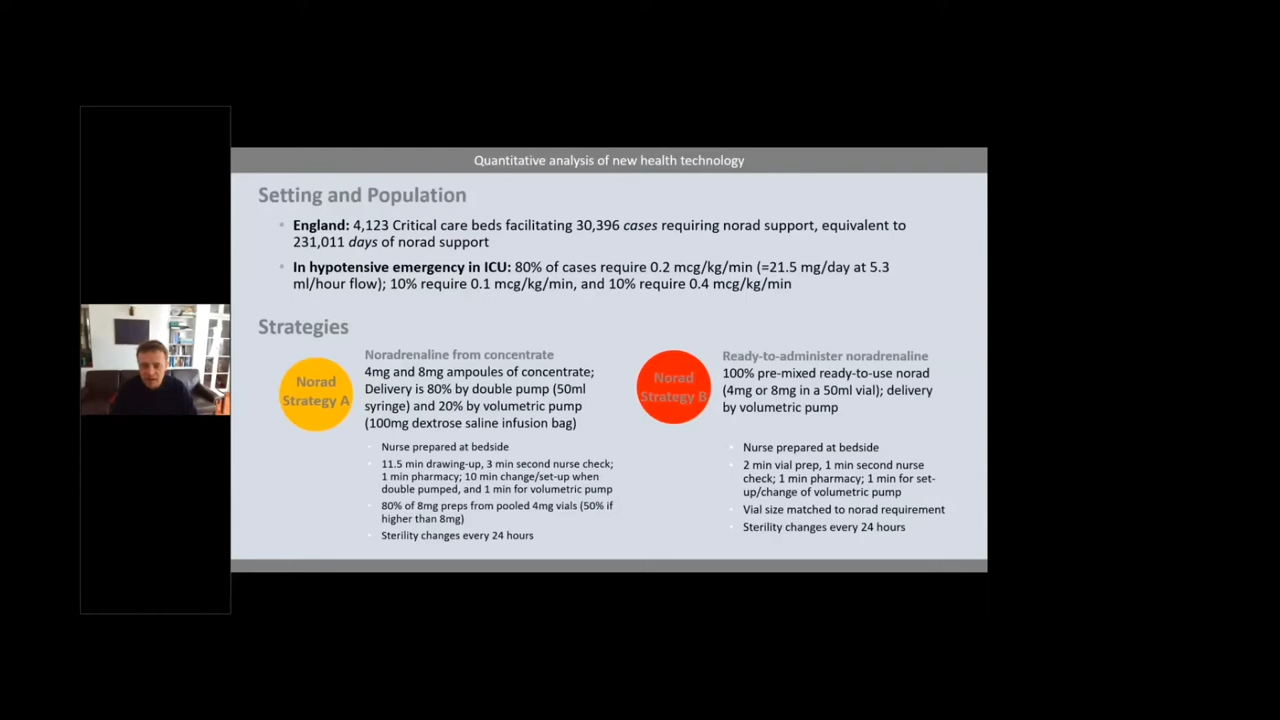 Quantitative analysis of new health technology
Setting and Population
England: 4,123 Critical care beds facilitating 30,396 cases requiring norad support, equivalent to
231,011 days of norad support
In hypotensive emergency in ICU: 80% of cases require 0.2 mcg/kg/min (=21.5 mg/day at 5.3
ml/hour flow); 10% require 0.1 mcg/kg/min, and 10% require 0.4 mcg/kg/min
Strategies
Norad
Strategy A
Noradrenaline from concentrate
4mg and 8mg ampoules of concentrate;
Delivery is 80% by double pump (50ml
syringe) and 20% by volumetric pump
(100mg dextrose saline infusion bag)
Nurse prepared at bedside
11.5 min drawing-up, 3 min second nurse check;
1 min pharmacy; 10 min change/set-up when
double pumped, and 1 min for volumetric pump
80% of 8mg preps from pooled 4mg vials (50% if
higher than 8mg)
Sterility changes every 24 hours
Norad
Strategy B
Ready-to-administer noradrenaline
100% pre-mixed ready-to-use norad
(4mg or 8mg in a 50ml vial); delivery
by volumetric pump
Nurse prepared at bedside
2 min vial prep, 1 min second nurse
check; 1 min pharmacy; 1 min for set-
up/change of volumetric pump
Vial size matched to norad requirement
Sterility changes every 24 hours